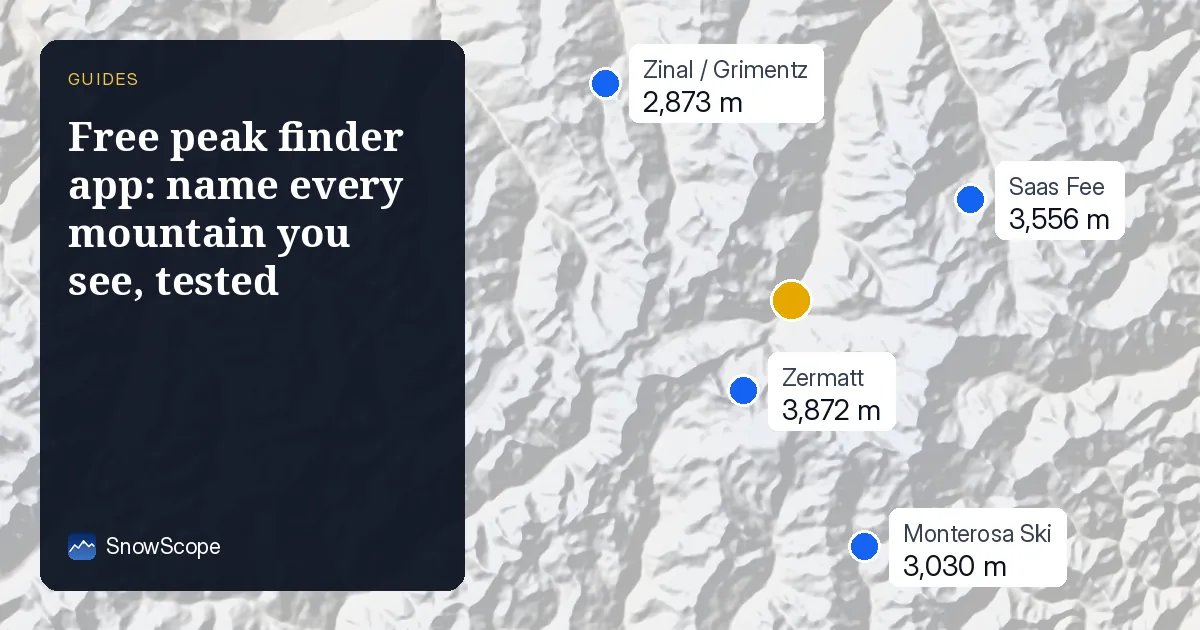 GUIDES
Free peak finder
app: name every
mountain you
see, tested
SnowScope
Zinal / Grimentz
2,873 m
Saas Fee
3,556 m
Zermatt
3,872 m
Monterosa Ski
3,030 m